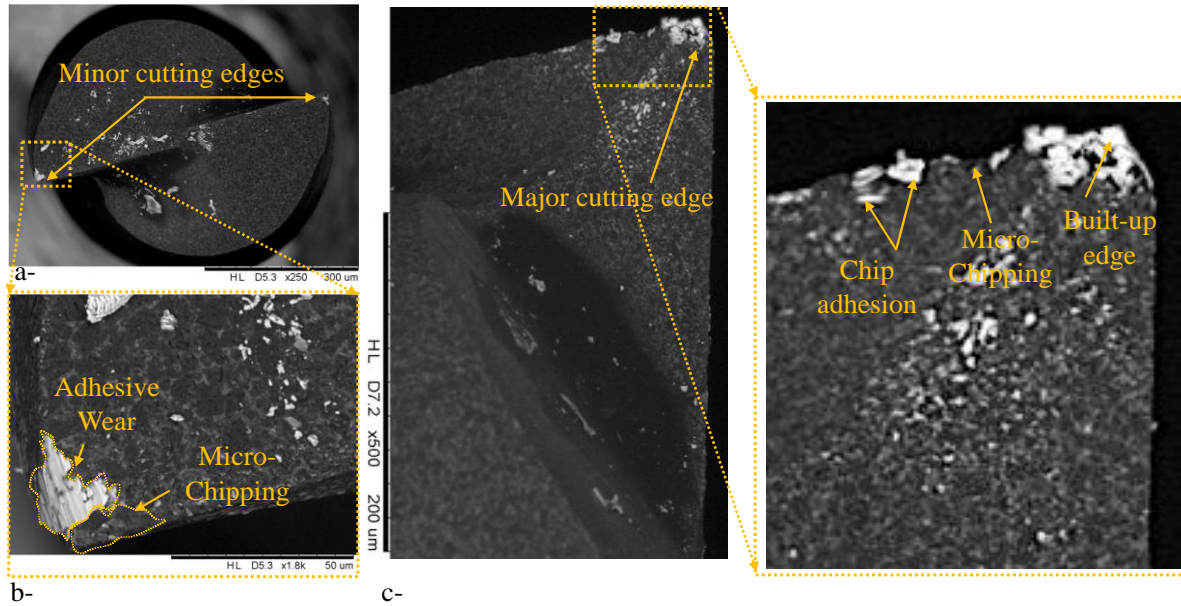 Minor cutting edges
a-
HL D5.3 x250 300 um
Adhesive
Wear
Micro-
Chipping
HL D5.3 x1.8k 50 um
b-
Major cutting edge
HL D7.2 x500 200 um
c-
Chip
adhesion
Micro-
Chipping
Built-up
edge